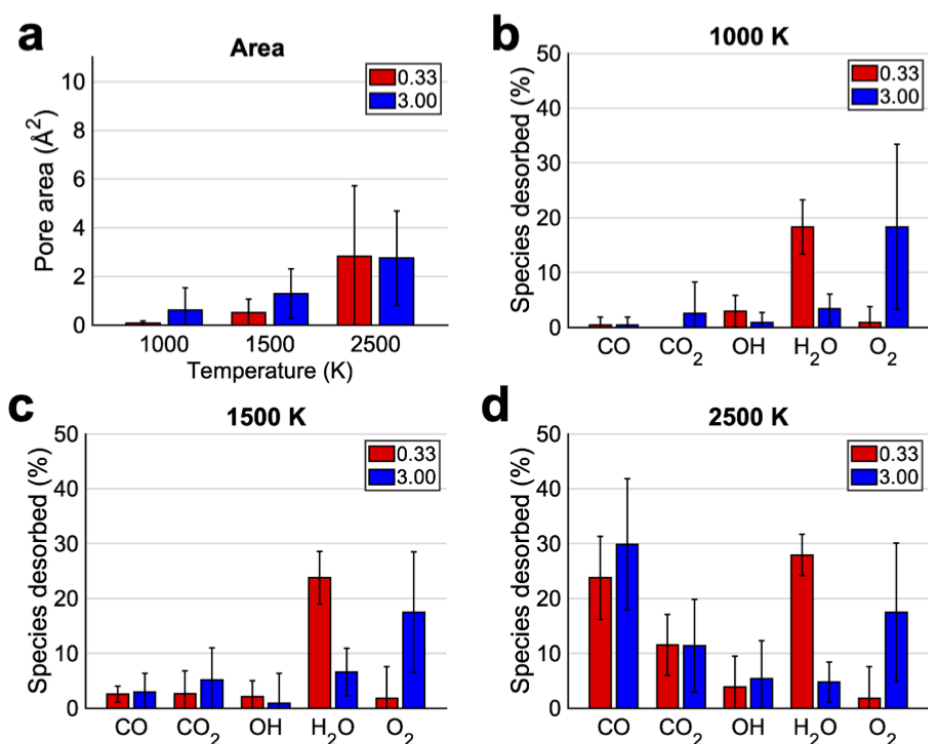 a
Area
0.33
3.00
10
8
6
4
2
0
Pore area (Å²)
1000 1500 2500
Temperature (K)
b
1000 K
0.33
3.00
50
40
30
20
10
0
Species desorbed (%)
CO CO₂ OH H₂O O₂
c
1500 K
0.33
3.00
50
40
30
20
10
0
Species desorbed (%)
CO CO₂ OH H₂O O₂
d
2500 K
0.33
3.00
50
40
30
20
10
0
Species desorbed (%)
CO CO₂ OH H₂O O₂